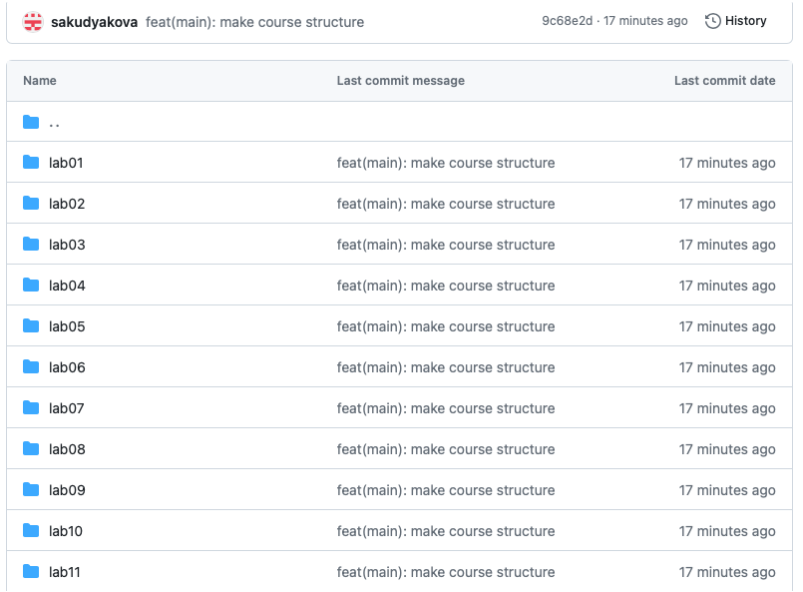 sakudyakova feat(main): make course structure 9c68e2d · 17 minutes ago History
Name Last commit message Last commit date
..
lab01 feat(main): make course structure 17 minutes ago
lab02 feat(main): make course structure 17 minutes ago
lab03 feat(main): make course structure 17 minutes ago
lab04 feat(main): make course structure 17 minutes ago
lab05 feat(main): make course structure 17 minutes ago
lab06 feat(main): make course structure 17 minutes ago
lab07 feat(main): make course structure 17 minutes ago
lab08 feat(main): make course structure 17 minutes ago
lab09 feat(main): make course structure 17 minutes ago
lab10 feat(main): make course structure 17 minutes ago
lab11 feat(main): make course structure 17 minutes ago